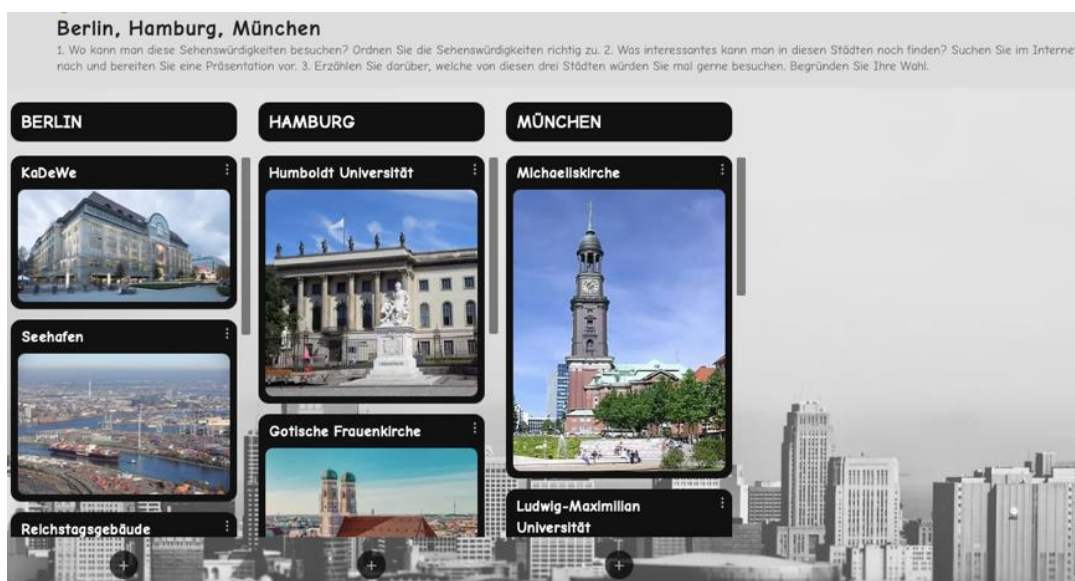 Berlin, Hamburg, München
1. Wo kann man diese Sehenswürdigkeiten besuchen? Ordnen Sie die Sehenswürdigkeiten richtig zu. 2. Was interessantes kann man in diesen Städten noch finden? Suchen Sie im Interne
nach und bereiten Sie eine Präsentation vor. 3. Erzählen Sie darüber, welche von diesen drei Städten würden Sie mal gerne besuchen. Begründen Sie Ihre Wahl.
BERLIN
KaDeWe
Seehafen
Reichstagsgebäude
HAMBURG
Humboldt Universität
Gotische Frauenkirche
MÜNCHEN
Michaeliskirche
Ludwig-Maximilian
Universität